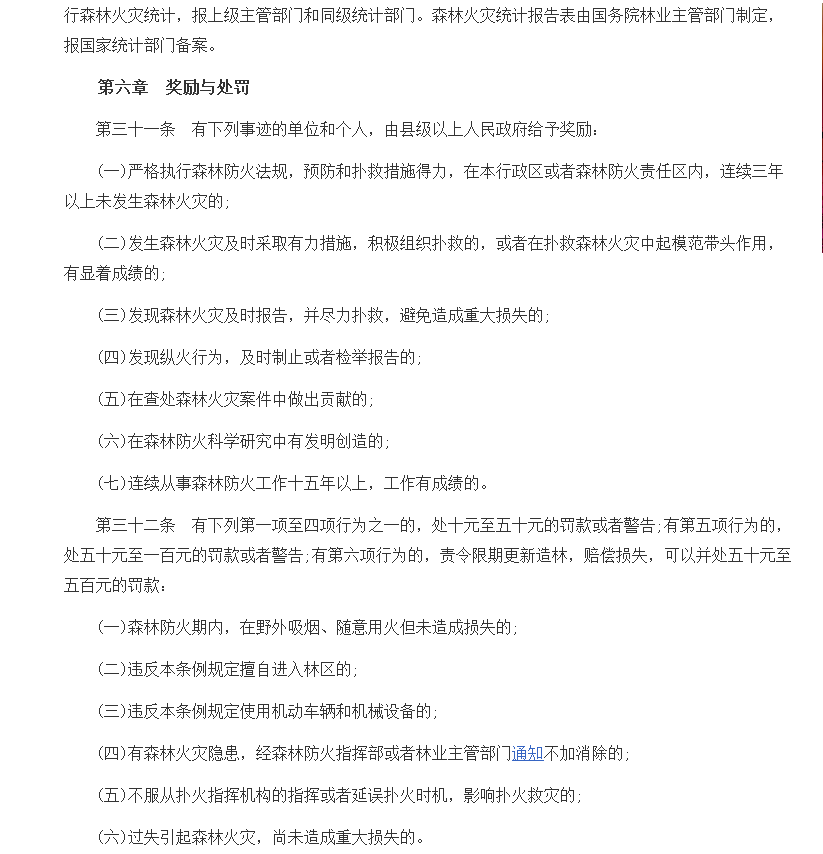 行森林火灾统计，报上级主管部门和同级统计部门。森林火灾统计报告表由国务院林业主管部门制定，
报国家统计部门备案。
第六章　奖励与处罚
第三十一条　有下列事迹的单位和个人，由县级以上人民政府给予奖励：
(一)严格执行森林防火法规，预防和扑救措施得力，在本行政区或者森林防火责任区内，连续三年
以上未发生森林火灾的;
(二)发生森林火灾及时采取有力措施，积极组织扑救的，或者在扑救森林火灾中起模范带头作用，
有显着成绩的;
(三)发现森林火灾及时报告，并尽力扑救，避免造成重大损失的;
(四)发现纵火行为，及时制止或者检举报告的;
(五)在查处森林火灾案件中做出贡献的;
(六)在森林防火科学研究中有发明创造的;
(七)连续从事森林防火工作十五年以上，工作有成绩的。
第三十二条　有下列第一项至四项行为之一的，处十元至五十元的罚款或者警告;有第五项行为的，
处五十元至一百元的罚款或者警告;有第六项行为的，责令限期更新造林，赔偿损失，可以并处五十元至
五百元的罚款：
(一)森林防火期内，在野外吸烟、随意用火但未造成损失的;
(二)违反本条例规定擅自进入林区的;
(三)违反本条例规定使用机动车辆和机械设备的;
(四)有森林火灾隐患，经森林防火指挥部或者林业主管部门通知不加消除的;
(五)不服从扑火指挥机构的指挥或者延误扑火时机，影响扑火救灾的;
(六)过失引起森林火灾，尚未造成重大损失的。